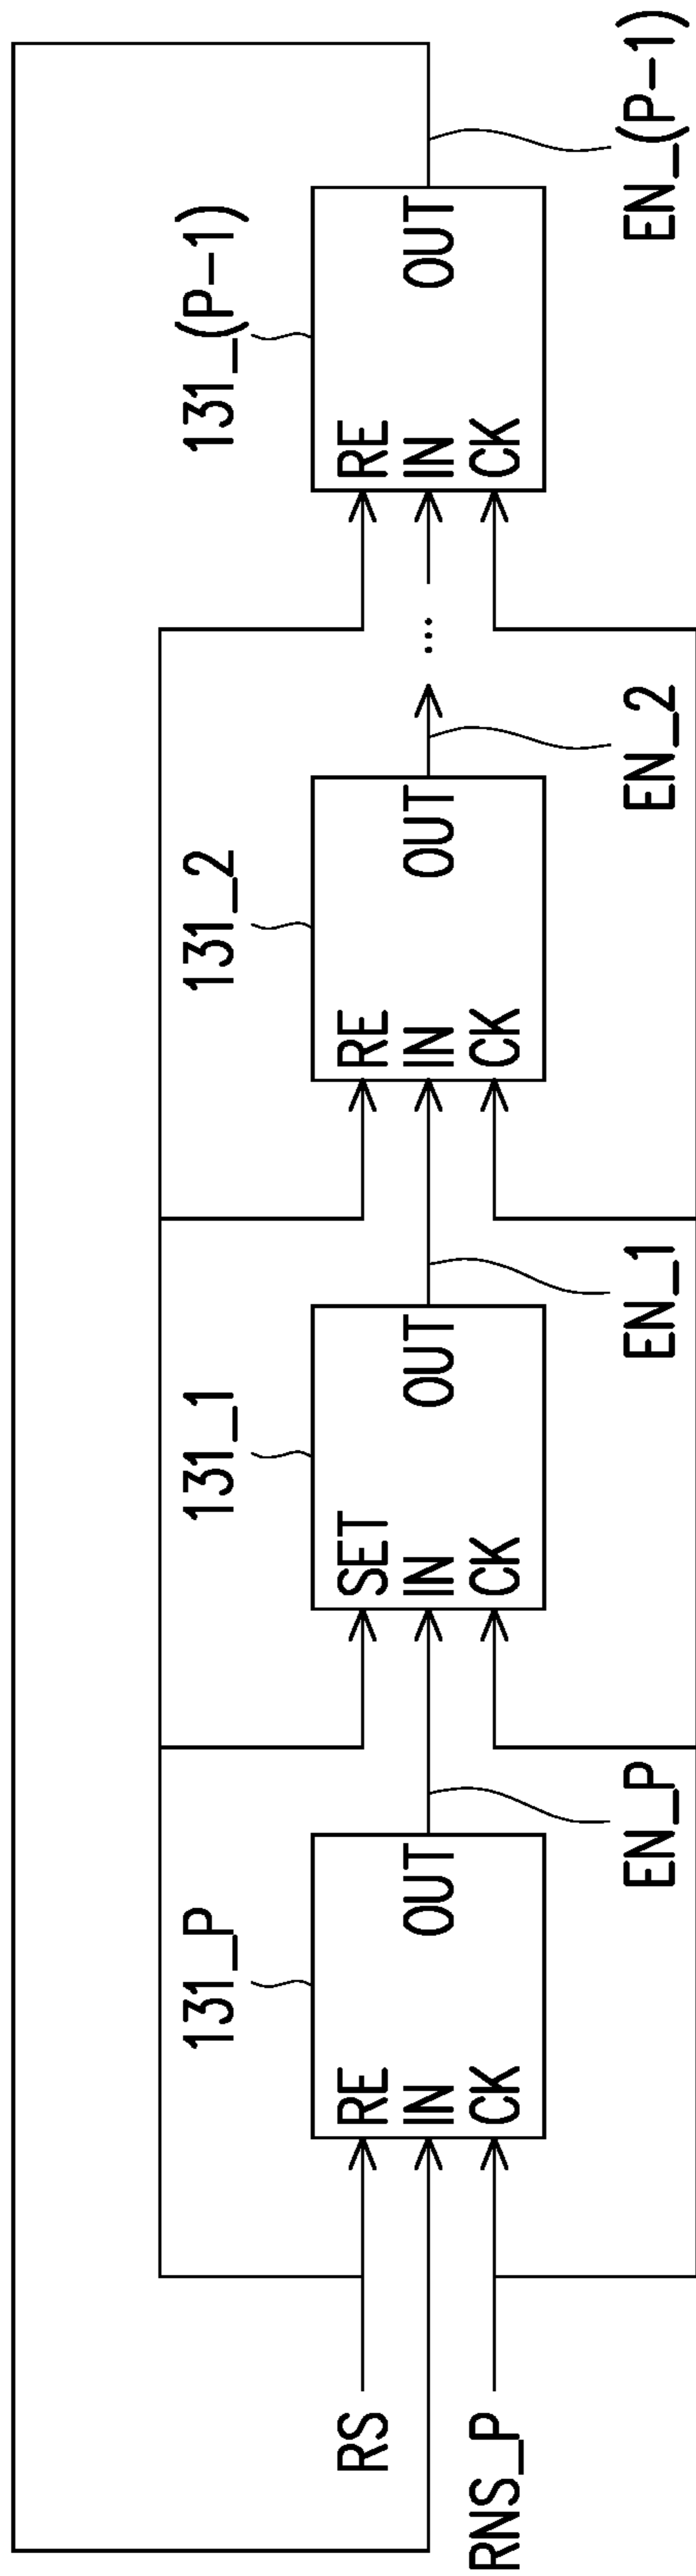 131_P
131_1
131_2
131_(P-1)
RS
RE
SET
RE
RE
IN
OUT
IN
OUT
IN
OUT
...
IN
OUT
RNS_P
CK
CK
CK
CK
EN_P
EN_1
EN_2
EN_(P-1)